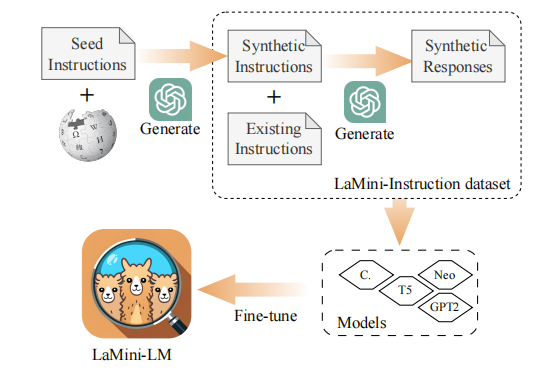 Seed
Instructions
+
Generate
Synthetic
Instructions
+
Existing
Instructions
Generate
Synthetic
Responses
LaMini-Instruction dataset
C.
T5
Neo
GPT2
Models
Fine-tune
LaMini-LM